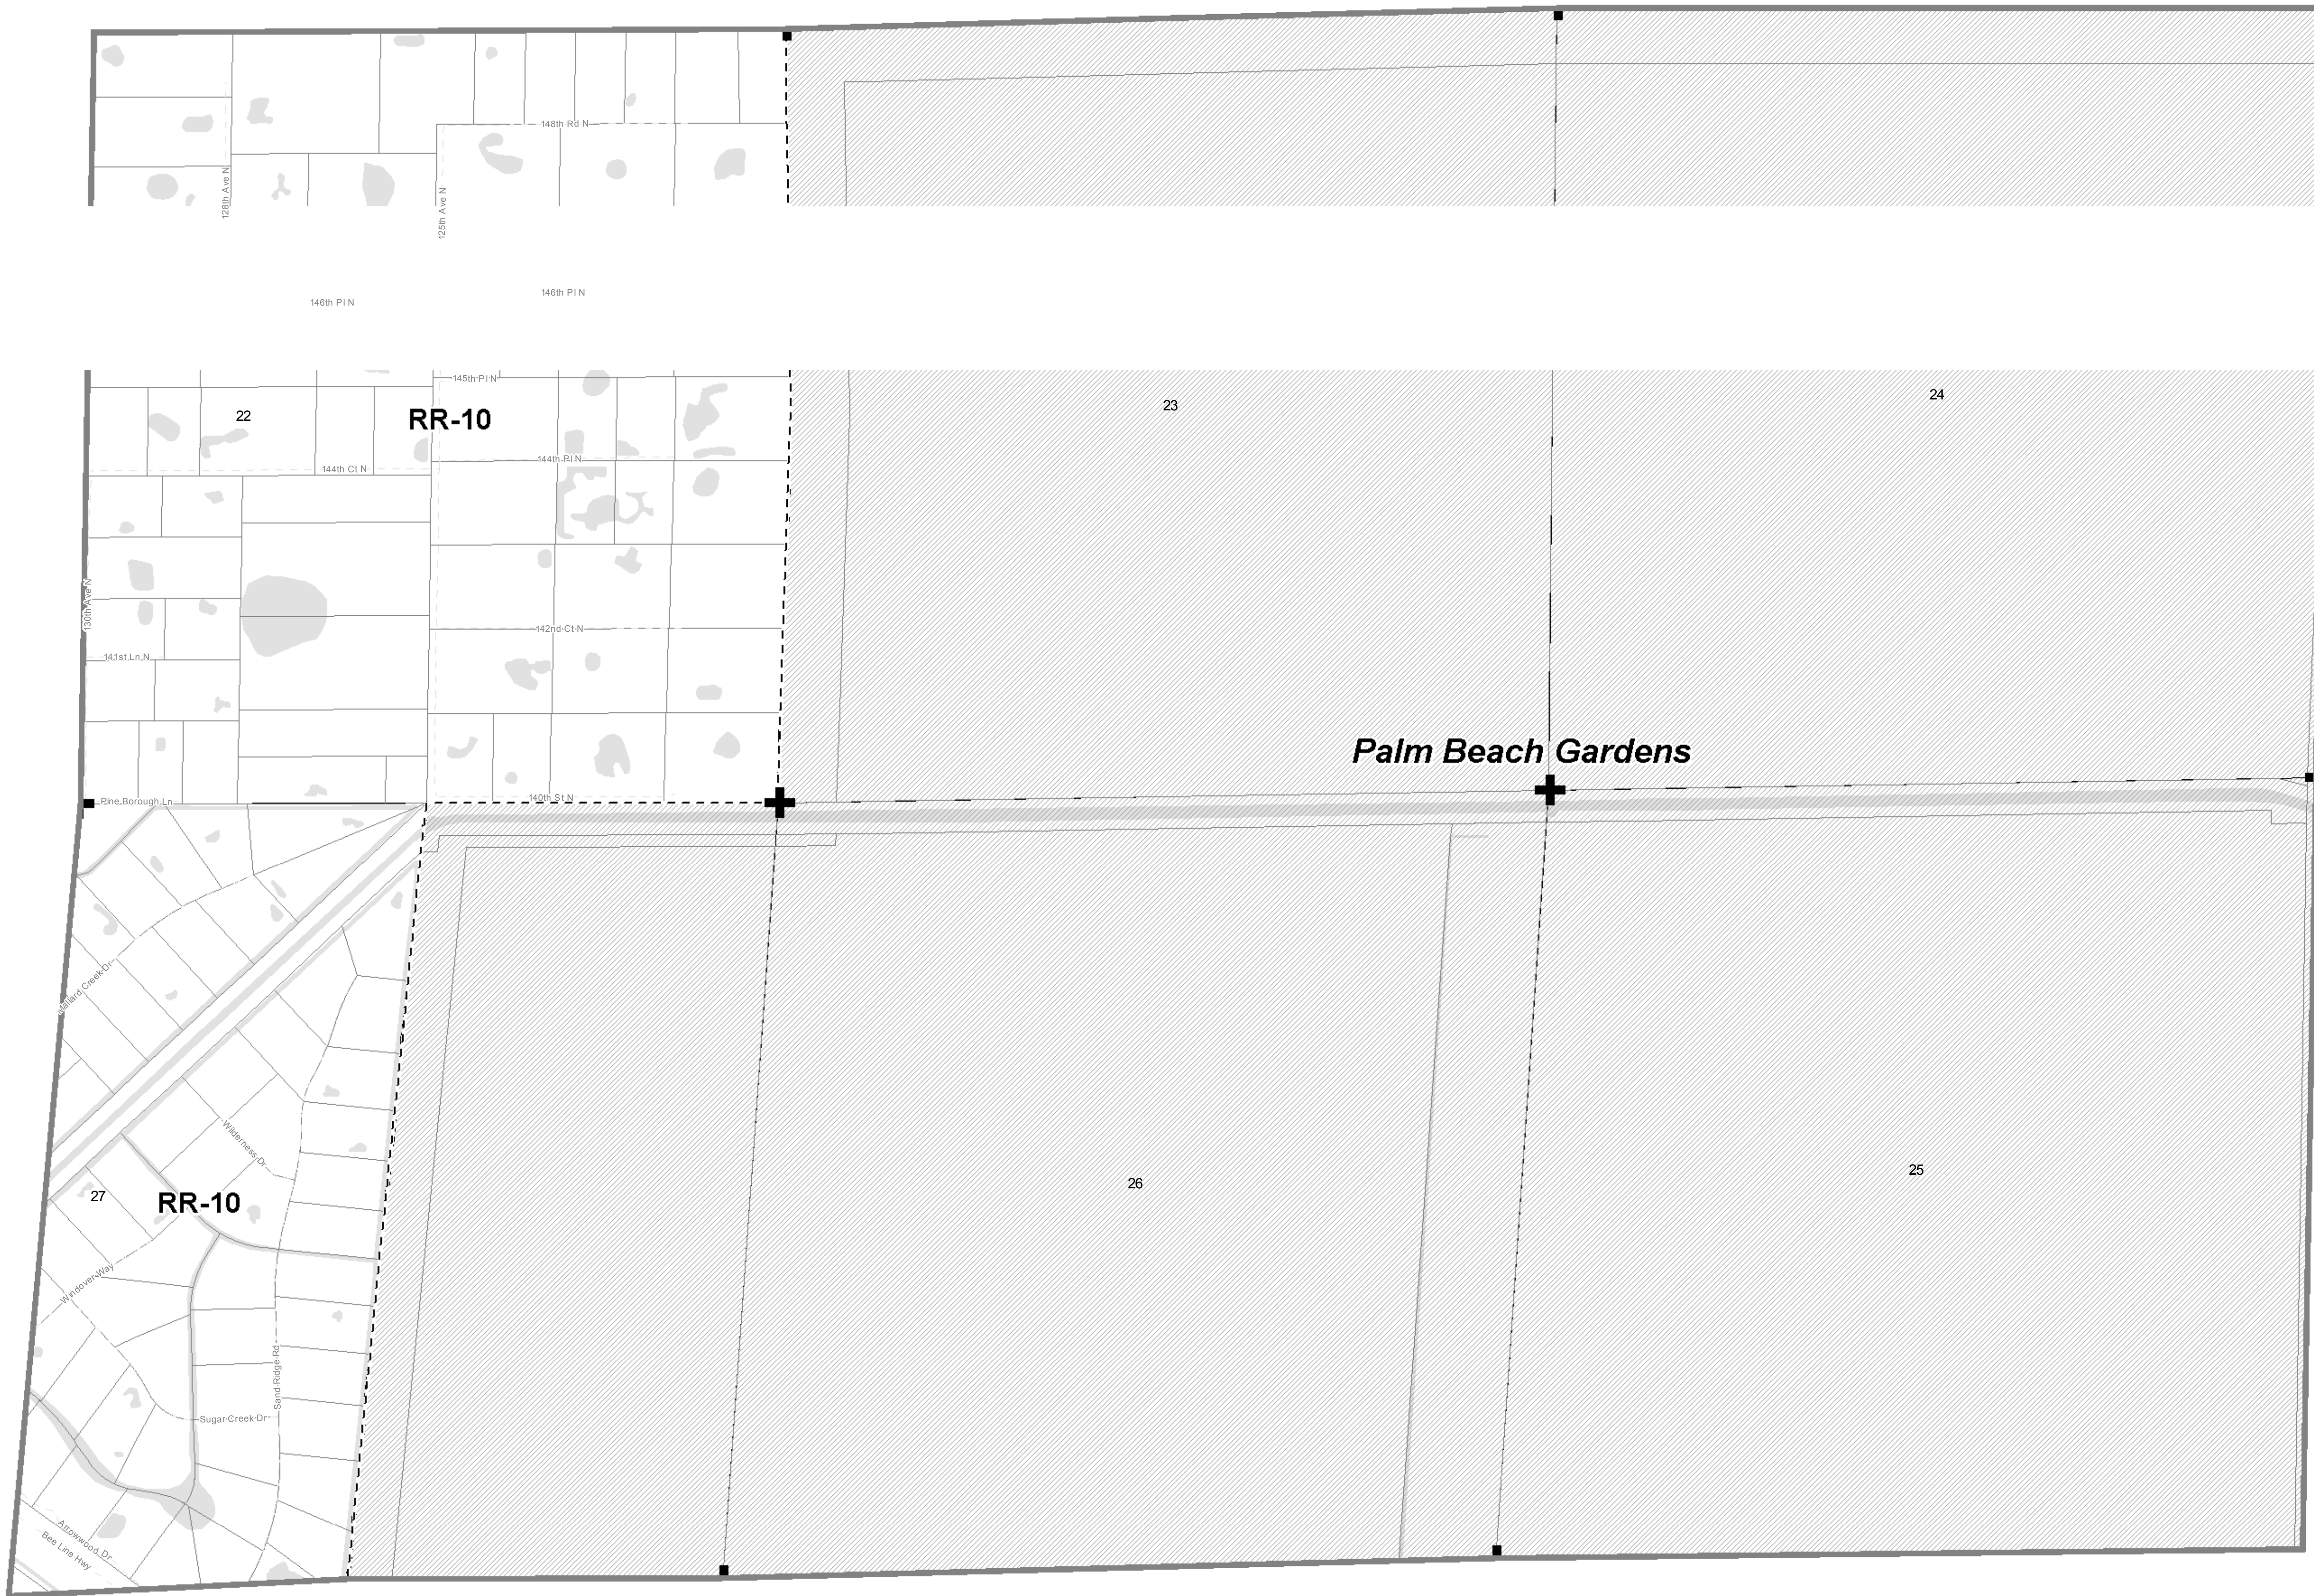 148th Rd N
128th Ave N
125th Ave N
146th Pl N
146th Pl N
145th Pl N
22
RR-10
23
24
144th Ct N
144th Pl N
130th Ave N
142nd Ct N
141st Ln N
Palm Beach Gardens
Pine Borough Ln
140th St N
Mallard Creek Dr
Wilderness Dr
27
RR-10
26
25
Windover Way
Sand Ridge Rd
Sugar Creek Dr
Arrowwood Dr
Bee Line Hwy